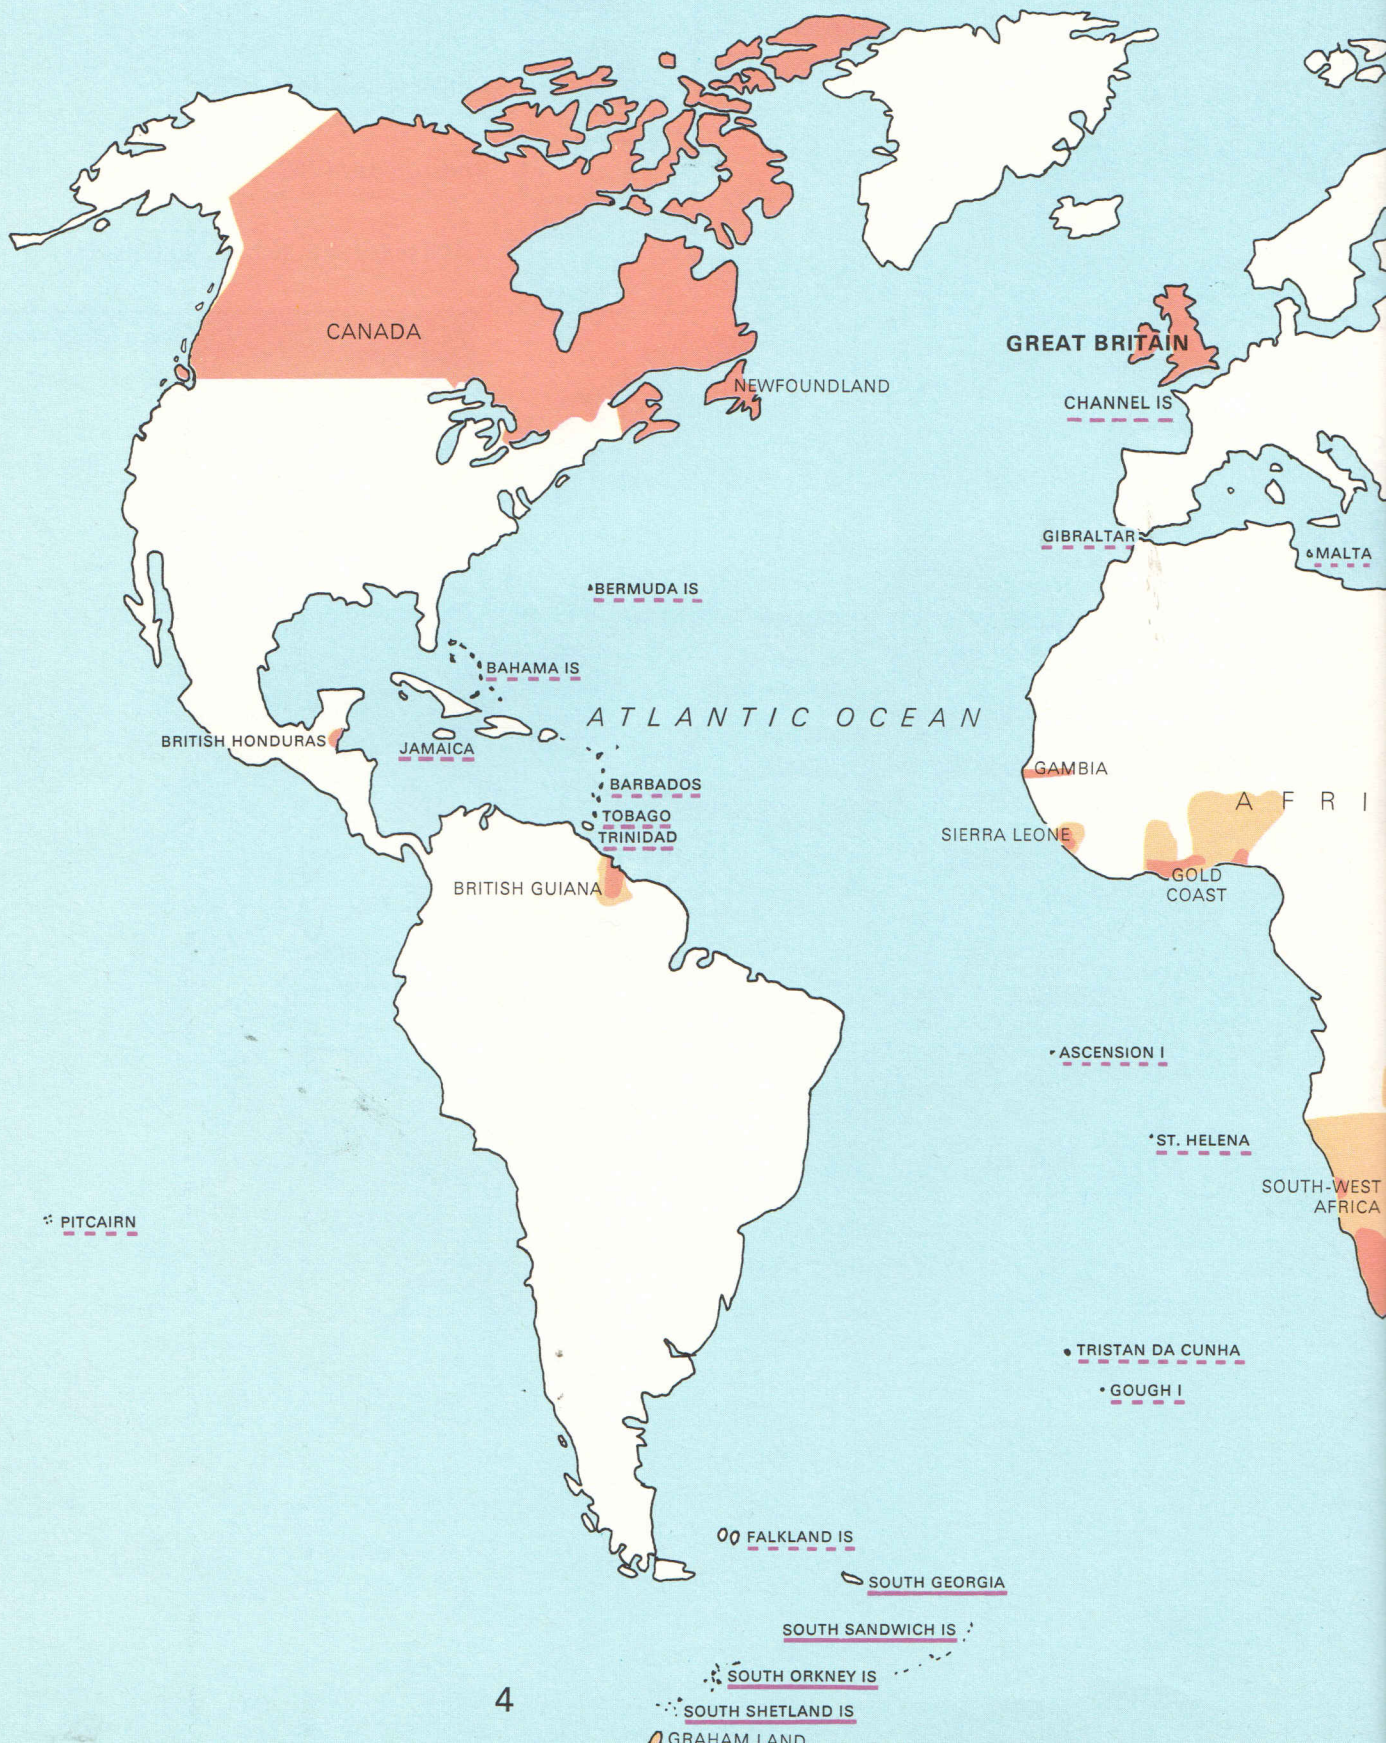 CANADA
GREAT BRITAIN
NEWFOUNDLAND
CHANNEL IS
GIBRALTAR
MALTA
BERMUDA IS
BAHAMA IS
ATLANTIC OCEAN
BRITISH HONDURAS
JAMAICA
GAMBIA
BARBADOS
AFRI
TOBAGO
TRINIDAD
SIERRA LEONE
GOLD
COAST
BRITISH GUIANA
ASCENSION I
ST. HELENA
SOUTH-WEST
AFRICA
PITCAIRN
TRISTAN DA CUNHA
GOUGH I
FALKLAND IS
SOUTH GEORGIA
SOUTH SANDWICH IS
SOUTH ORKNEY IS
4
SOUTH SHETLAND IS
GRAHAM LAND